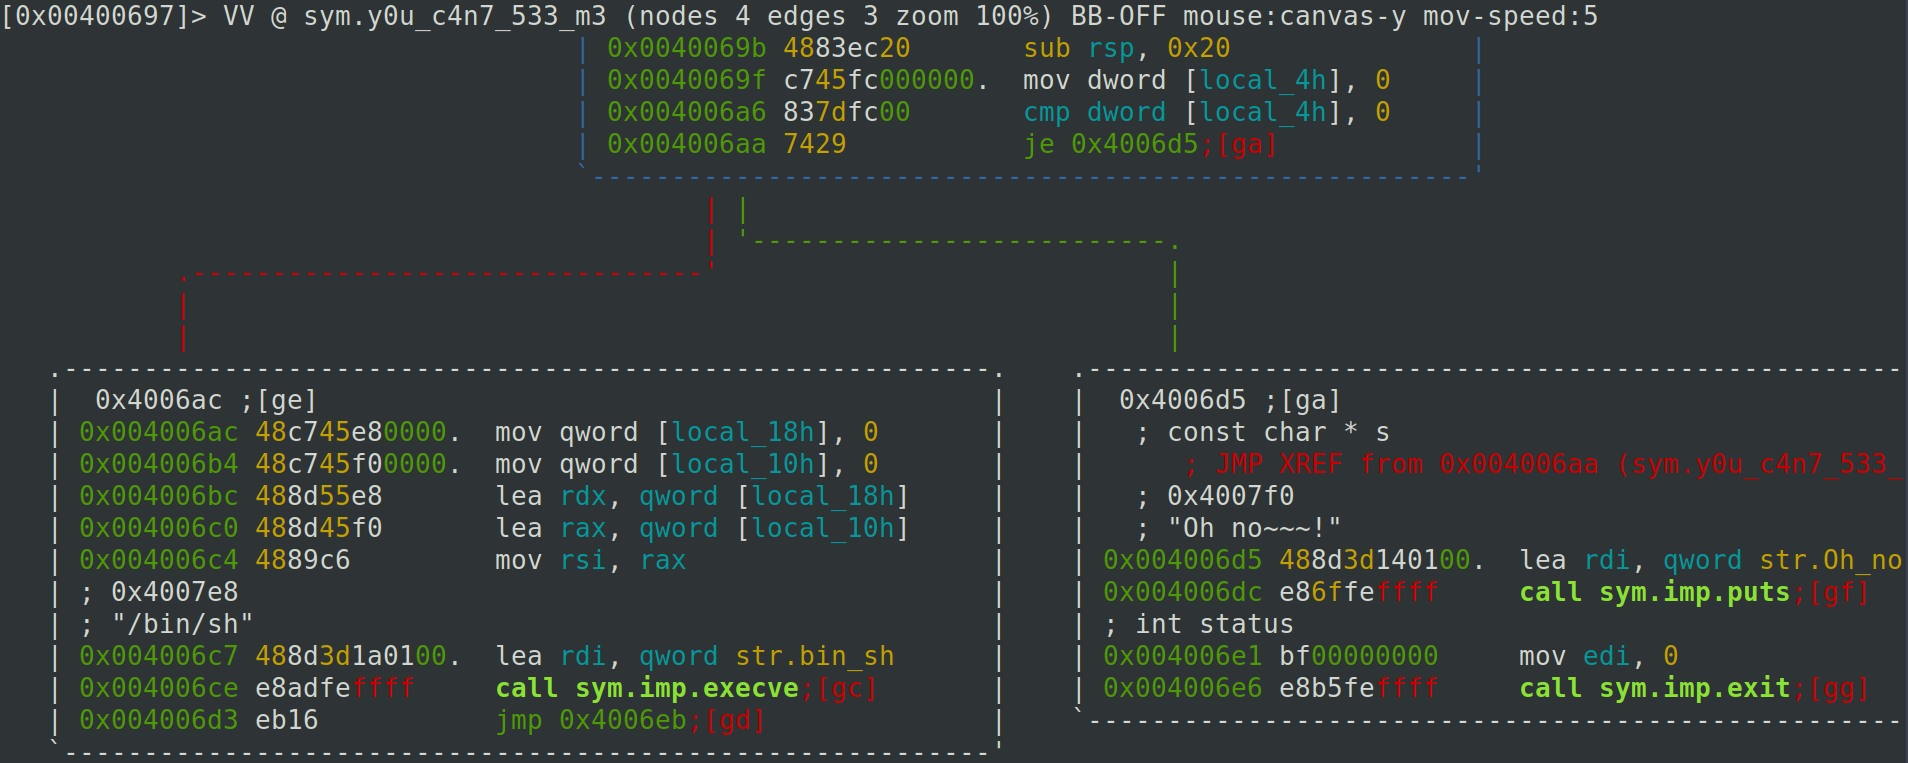 [0x00400697]> VV @ sym.y0u_c4n7_533_m3 (nodes 4 edges 3 zoom 100%) BB-OFF mouse:canvas-y mov-speed:5
0x0040069b 4883ec20 sub rsp, 0x20
0x0040069f c745fc000000. mov dword [local_4h], 0
0x004006a6 837dfc00 cmp dword [local_4h], 0
0x004006aa 7429 je 0x4006d5;[ga]
0x4006ac ;[ge]
0x004006ac 48c745e80000. mov qword [local_18h], 0
0x004006b4 48c745f00000. mov qword [local_10h], 0
0x004006bc 488d55e8 lea rdx, qword [local_18h]
0x004006c0 488d45f0 lea rax, qword [local_10h]
0x004006c4 4889c6 mov rsi, rax
; 0x4007e8
; "/bin/sh"
0x004006c7 488d3d1a0100. lea rdi, qword str.bin_sh
0x004006ce e8adfeffff call sym.imp.execve;[gc]
0x004006d3 eb16 jmp 0x4006eb;[gd]
0x4006d5 ;[ga]
; const char * s
; JMP XREF from 0x004006aa (sym.y0u_c4n7_533_
; 0x4007f0
; "Oh no~~~!"
0x004006d5 488d3d140100. lea rdi, qword str.Oh_no
0x004006dc e86ffeffff call sym.imp.puts;[gf]
; int status
0x004006e1 bf00000000 mov edi, 0
0x004006e6 e8b5feffff call sym.imp.exit;[gg]